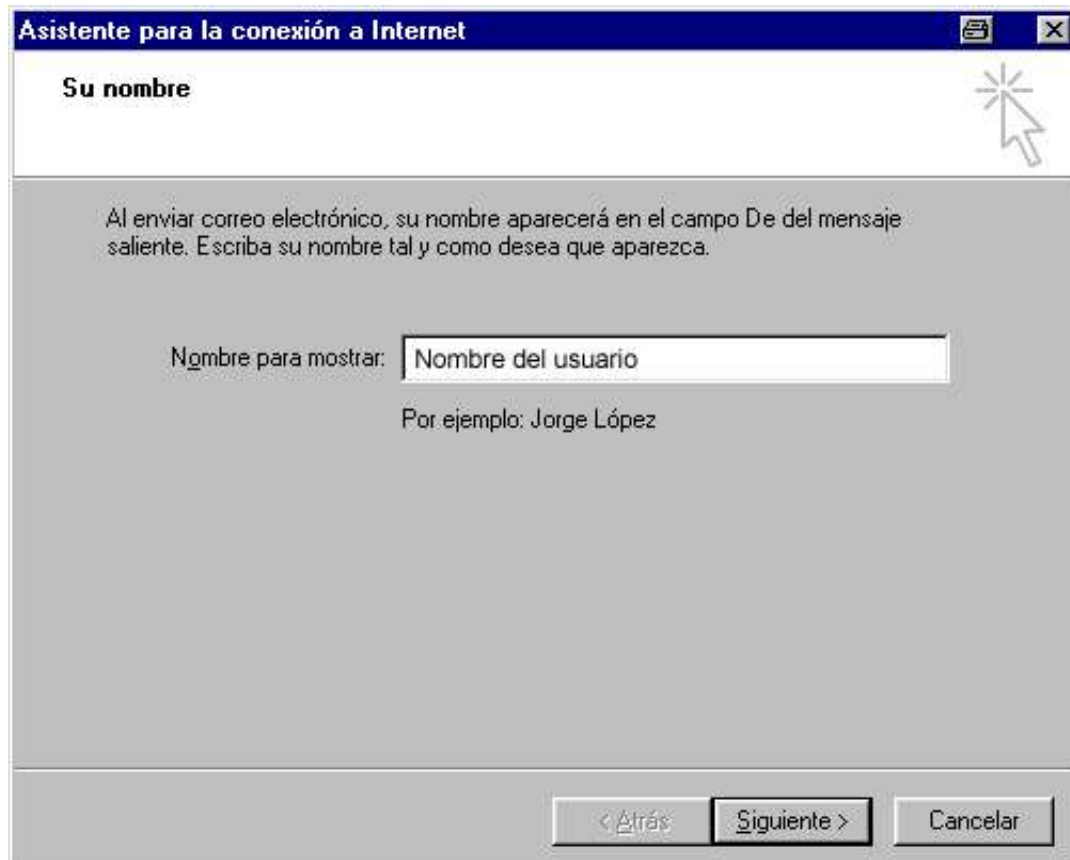 Asistente para la conexión a Internet
Su nombre
Al enviar correo electrónico, su nombre aparecerá en el campo De del mensaje
saliente. Escriba su nombre tal y como desea que aparezca.
Nombre para mostrar: Nombre del usuario
Por ejemplo: Jorge López
< Atrás Siguiente > Cancelar